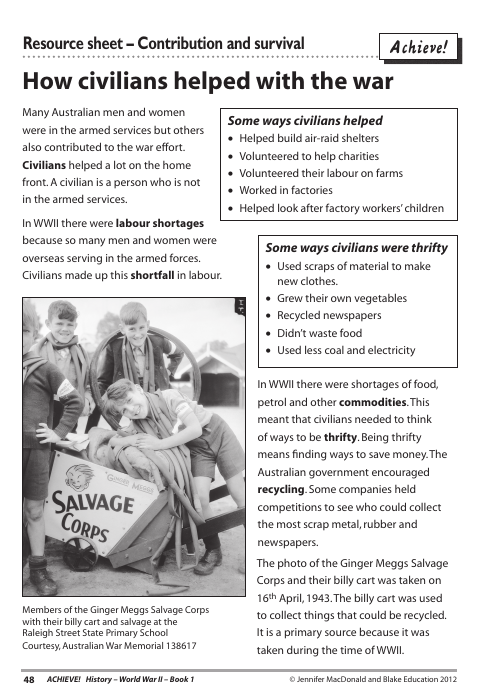 Resource sheet – Contribution and survival
Achieve!
How civilians helped with the war
Many Australian men and women
were in the armed services but others
also contributed to the war effort.
Civilians helped a lot on the home
front. A civilian is a person who is not
in the armed services.
In WWII there were labour shortages
because so many men and women were
overseas serving in the armed forces.
Civilians made up this shortfall in labour.
Some ways civilians helped
• Helped build air-raid shelters
• Volunteered to help charities
• Volunteered their labour on farms
• Worked in factories
• Helped look after factory workers' children
Some ways civilians were thrifty
• Used scraps of material to make
new clothes.
• Grew their own vegetables
• Recycled newspapers
• Didn't waste food
• Used less coal and electricity
GINGER MEGGS
SALVAGE
CORPS
Members of the Ginger Meggs Salvage Corps
with their billy cart and salvage at the
Raleigh Street State Primary School
Courtesy, Australian War Memorial 138617
In WWII there were shortages of food,
petrol and other commodities. This
meant that civilians needed to think
of ways to be thrifty. Being thrifty
means finding ways to save money. The
Australian government encouraged
recycling. Some companies held
competitions to see who could collect
the most scrap metal, rubber and
newspapers.
The photo of the Ginger Meggs Salvage
Corps and their billy cart was taken on
16th April, 1943. The billy cart was used
to collect things that could be recycled.
It is a primary source because it was
taken during the time of WWII.
48 ACHIEVE! History – World War II – Book 1
© Jennifer MacDonald and Blake Education 2012